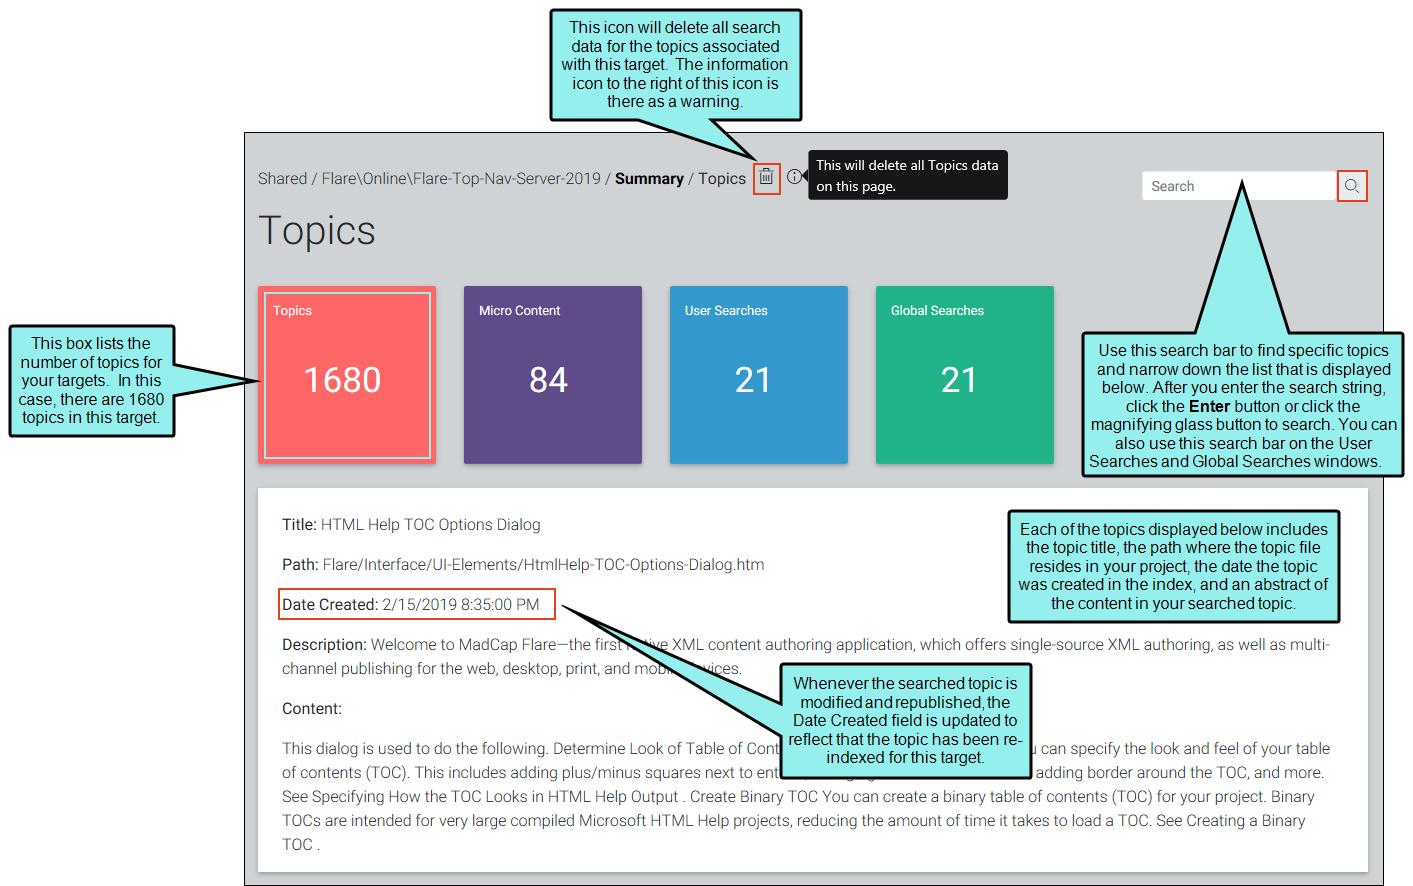 This icon will delete all search
data for the topics associated
with this target.  The information
icon to the right of this icon is
there as a warning.
Shared / Flare\Online\Flare-Top-Nav-Server-2019 / Summary / Topics
This will delete all Topics data
on this page.
Search
Topics
Topics
1680
Micro Content
84
User Searches
21
Global Searches
21
This box lists the
number of topics for
your targets.  In this
case, there are 1680
topics in this target.
Use this search bar to find specific topics
and narrow down the list that is displayed
below. After you enter the search string,
click the Enter button or click the
magnifying glass button to search. You can
also use this search bar on the User
Searches and Global Searches windows.
Title: HTML Help TOC Options Dialog
Path: Flare/Interface/UI-Elements/HtmlHelp-TOC-Options-Dialog.htm
Date Created: 2/15/2019 8:35:00 PM
Each of the topics displayed below includes
the topic title, the path where the topic file
resides in your project, the date the topic
was created in the index, and an abstract of
the content in your searched topic.
Description: Welcome to MadCap Flare—the first native XML content authoring application, which offers single-source XML authoring, as well as multi-
channel publishing for the web, desktop, print, and mobile devices.
Whenever the searched topic is
modified and republished, the
Date Created field is updated to
reflect that the topic has been re-
indexed for this target.
Content:
This dialog is used to do the following. Determine Look of Table of can specify the look and feel of your table
of contents (TOC). This includes adding plus/minus squares next to adding border around the TOC, and more.
See Specifying How the TOC Looks in HTML Help Output . Create Binary TOC You can create a binary table of contents (TOC) for your project. Binary
TOCs are intended for very large compiled Microsoft HTML Help projects, reducing the amount of time it takes to load a TOC. See Creating a Binary
TOC .